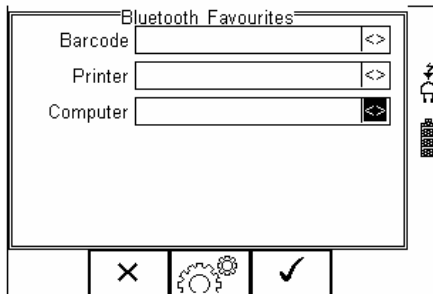 Bluetooth Favourites
Barcode <>
Printer <>
Computer <>